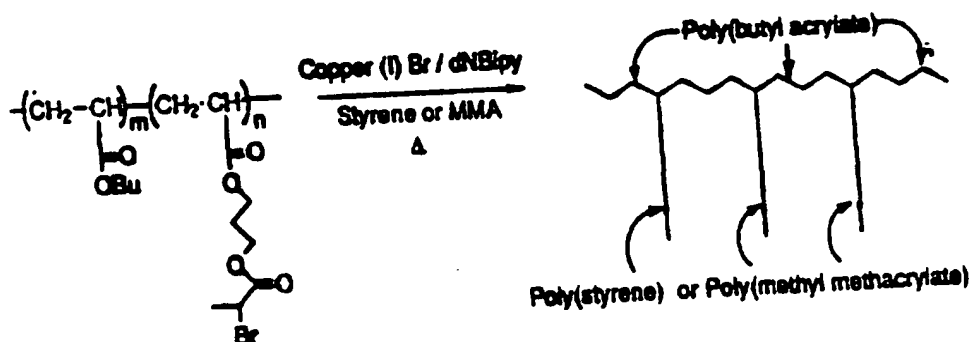 Poly(butyl acrylate)
Copper (I) Br / dNBipy
Styrene or MMA
Δ
-(CH2-CH)m(CH2-CH)n-
=O
=O
OBu
O
O
=O
Br
Poly(styrene) or Poly(methyl methacrylate)